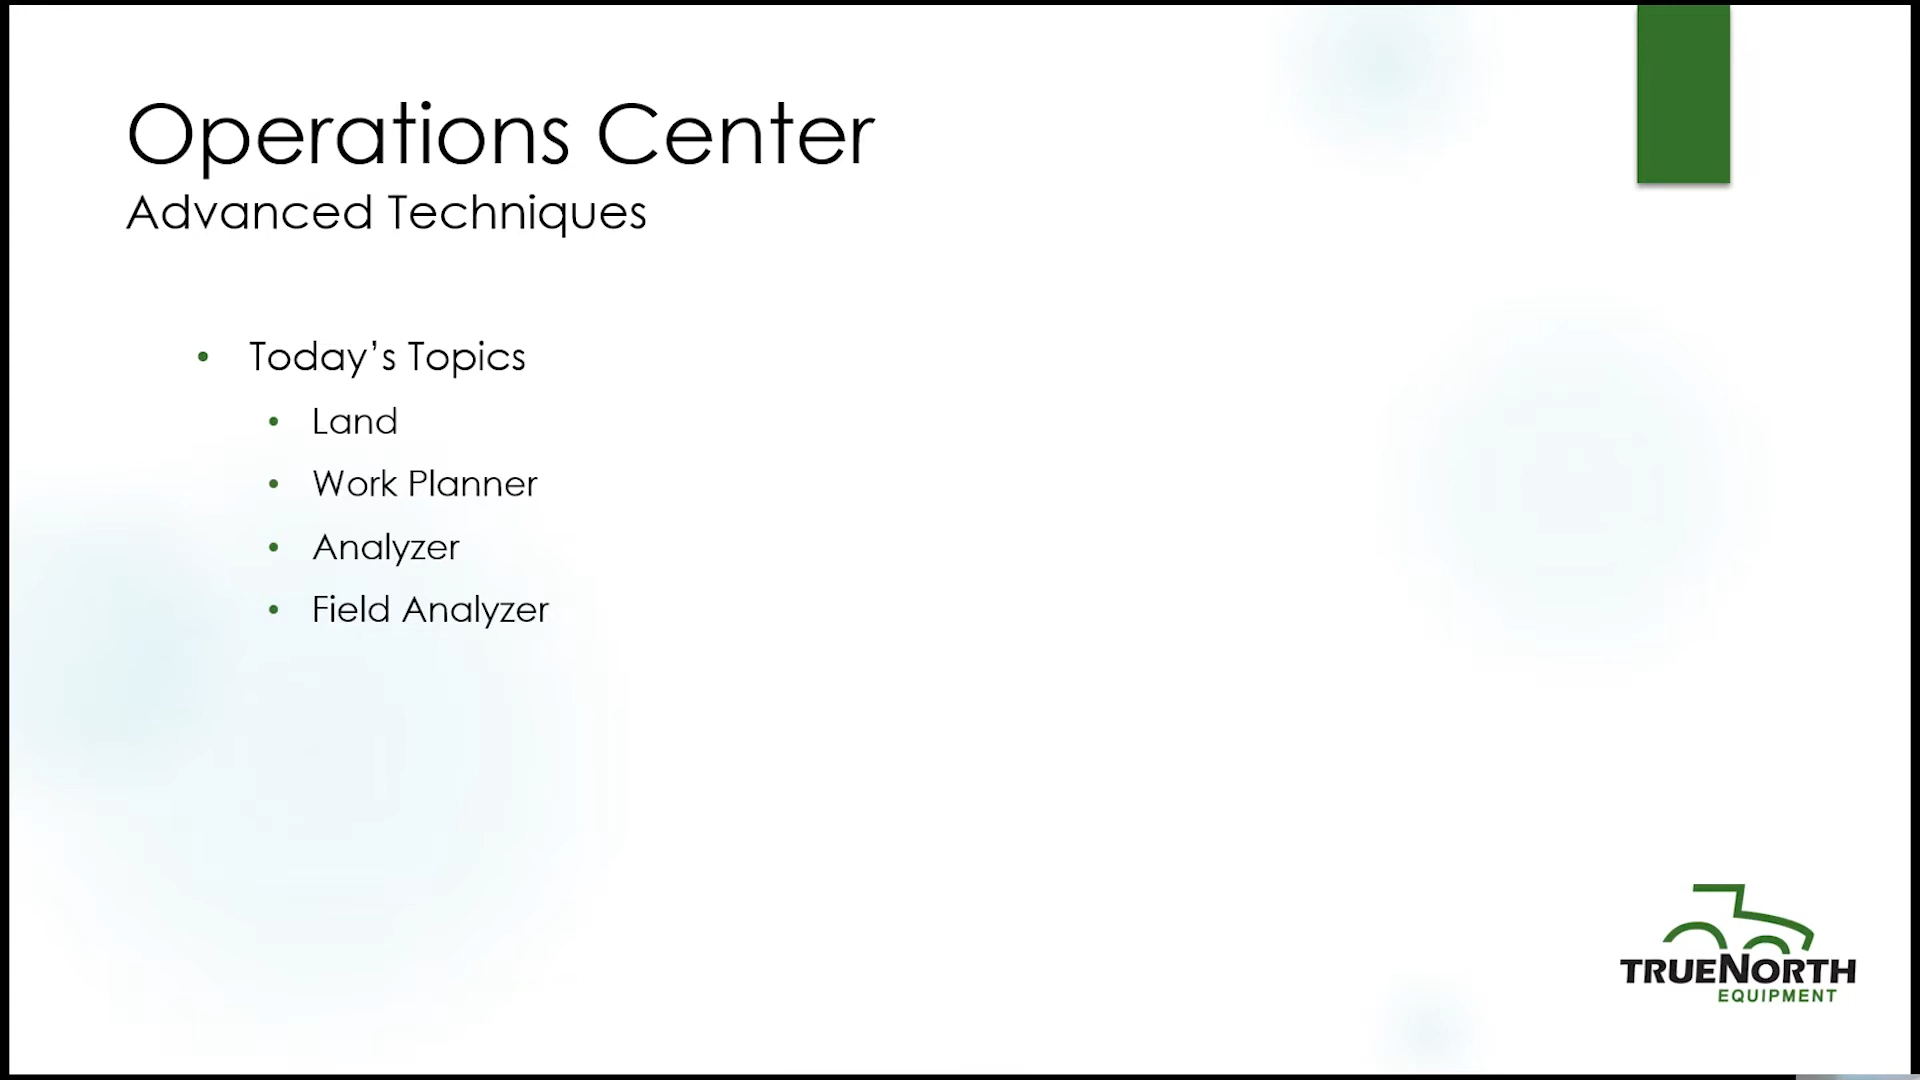 Operations Center
Advanced Techniques
• Today’s Topics
• Land
• Work Planner
• Analyzer
• Field Analyzer
TRUENORTH
EQUIPMENT